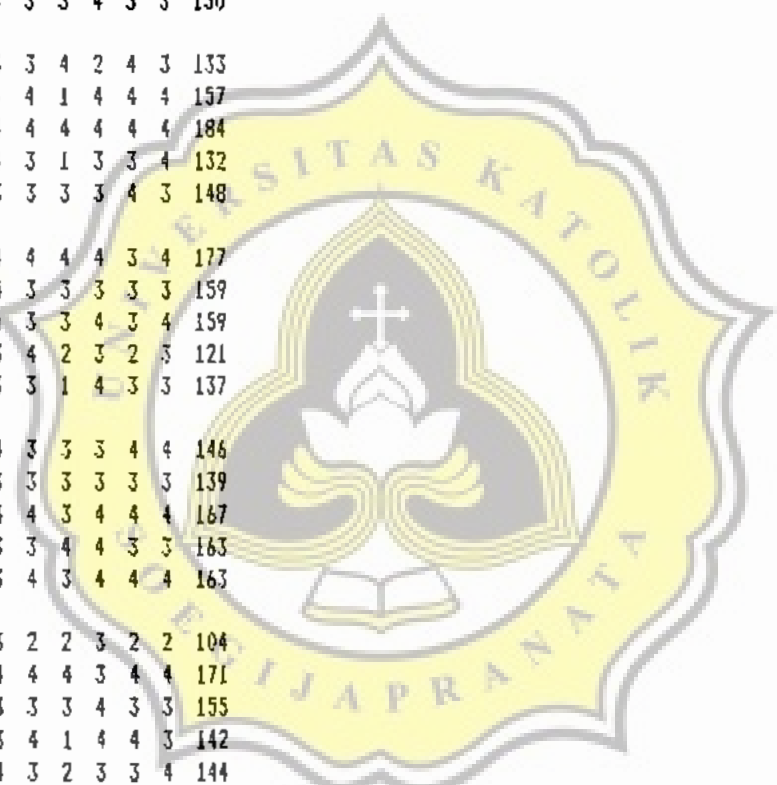 3 3 4 3 3 150
3 4 2 4 3 133
4 1 4 4 4 157
4 4 4 4 4 184
3 1 3 3 4 132
3 3 3 4 3 148
4 4 4 3 4 177
3 3 3 3 3 159
3 3 4 3 4 159
4 2 3 2 3 121
3 1 4 3 3 137
3 3 3 4 4 146
3 3 3 3 3 139
4 3 4 4 4 167
3 4 4 3 3 163
4 3 4 4 4 163
2 2 3 2 2 104
4 4 3 4 4 171
3 3 4 3 3 155
4 1 4 4 3 142
3 2 3 3 4 144
UNIVERSITAS KATOLIK
SOEGIJAPRANATA